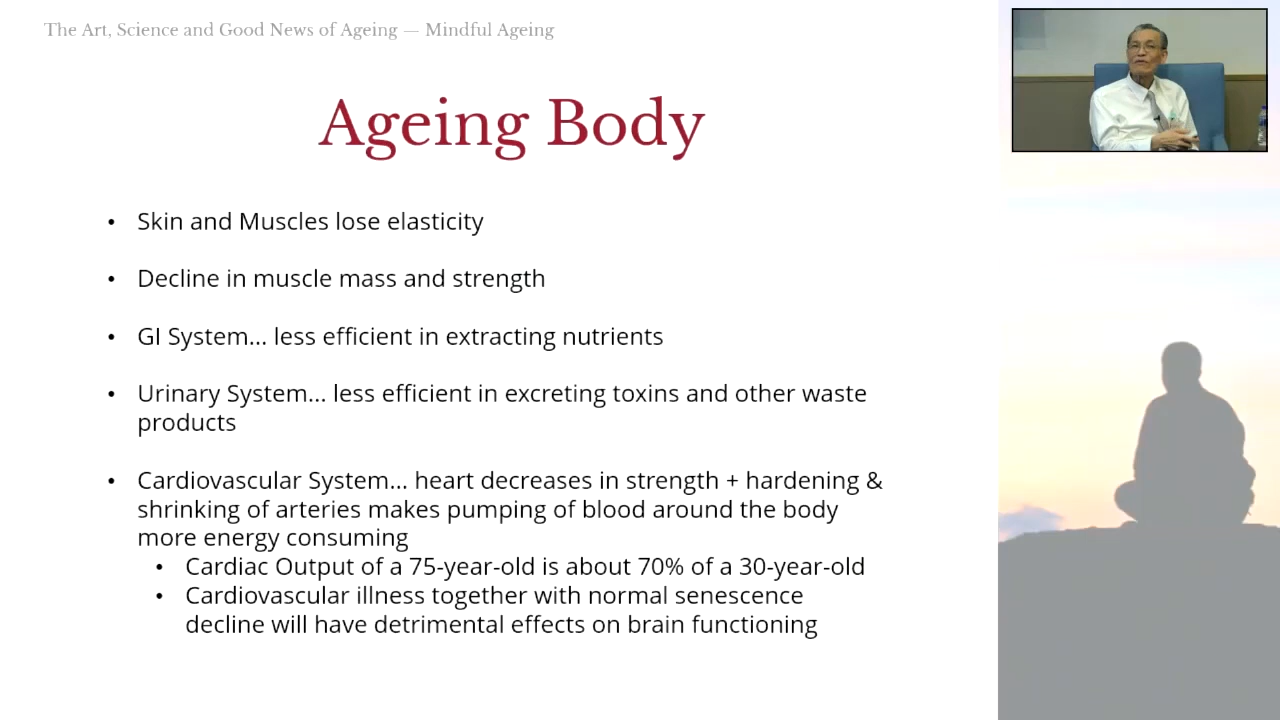 The Art, Science and Good News of Ageing — Mindful Ageing
Ageing Body
• Skin and Muscles lose elasticity
• Decline in muscle mass and strength
• GI System... less efficient in extracting nutrients
• Urinary System... less efficient in excreting toxins and other waste
products
• Cardiovascular System... heart decreases in strength + hardening &
shrinking of arteries makes pumping of blood around the body
more energy consuming
• Cardiac Output of a 75-year-old is about 70% of a 30-year-old
• Cardiovascular illness together with normal senescence
decline will have detrimental effects on brain functioning